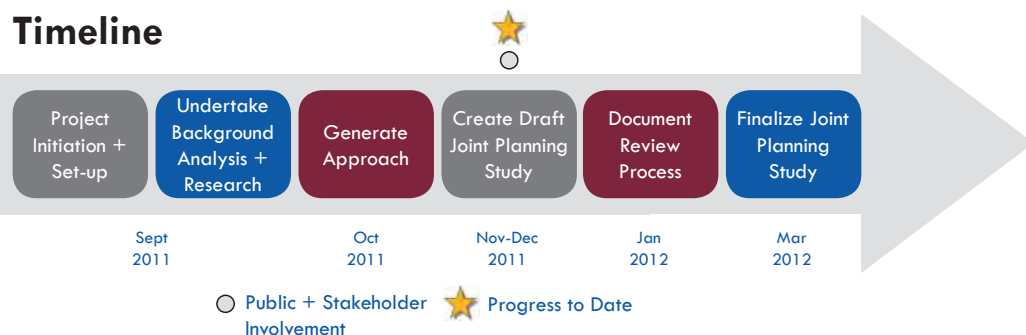 Timeline
Project
Initiation +
Set-up
Undertake
Background
Analysis +
Research
Generate
Approach
Create Draft
Joint Planning
Study
Document
Review
Process
Finalize Joint
Planning
Study
Sept
2011
Oct
2011
Nov-Dec
2011
Jan
2012
Mar
2012
Public + Stakeholder
Involvement
Progress to Date